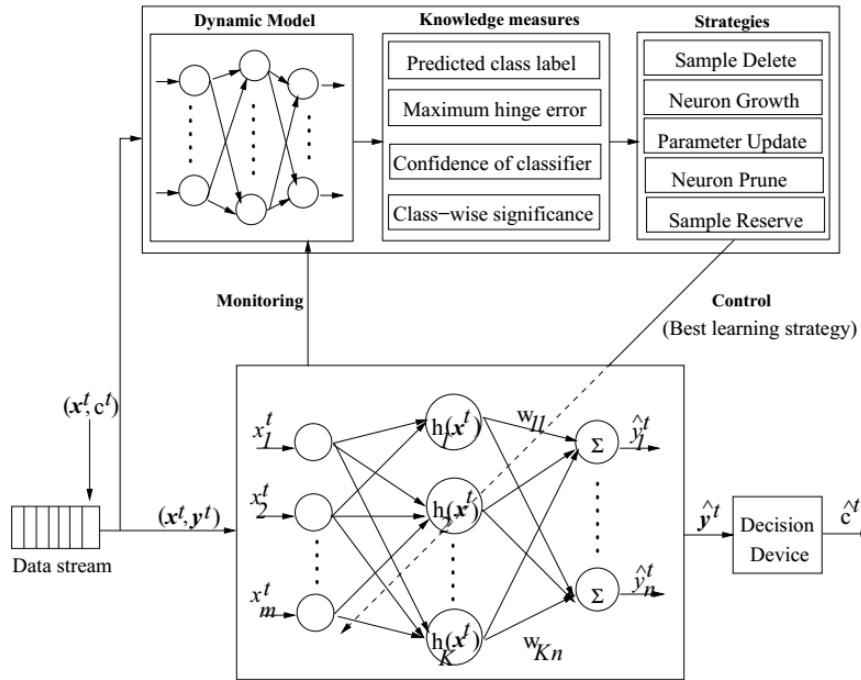 Dynamic Model
Knowledge measures
Strategies
Predicted class label
Maximum hinge error
Confidence of classifier
Class−wise significance
Sample Delete
Neuron Growth
Parameter Update
Neuron Prune
Sample Reserve
Monitoring
Control
(Best learning strategy)
(x^t, c^t)
(x^t, y^t)
Data stream
x_1^t
x_2^t
x_m^t
h_1(x^t)
h_2(x^t)
h_K(x^t)
w_11
w_Kn
Σ
Σ
ŷ_1^t
ŷ_n^t
ŷ^t
Decision
Device
ĉ^t